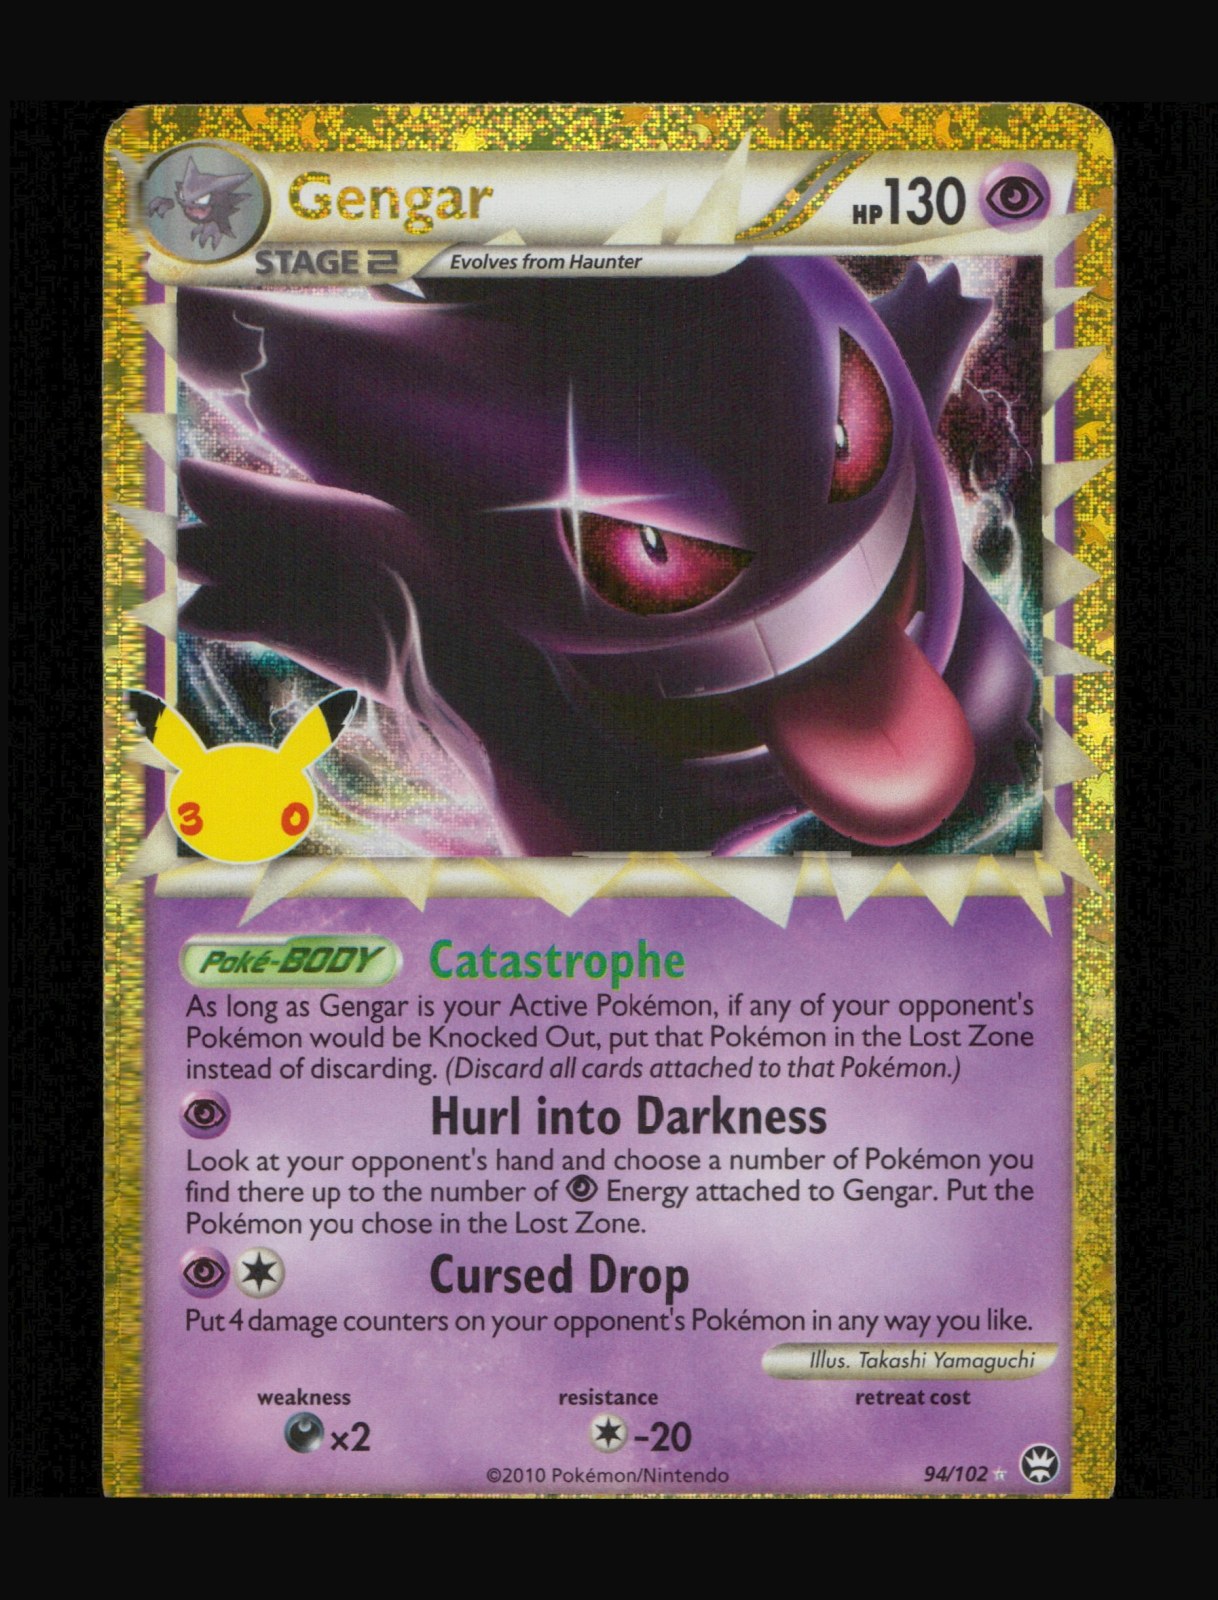 Gengar
HP130
STAGE 2
Evolves from Haunter
3 0
Poké-BODY Catastrophe
As long as Gengar is your Active Pokémon, if any of your opponent's
Pokémon would be Knocked Out, put that Pokémon in the Lost Zone
instead of discarding. (Discard all cards attached to that Pokémon.)
Hurl into Darkness
Look at your opponent's hand and choose a number of Pokémon you
find there up to the number of Energy attached to Gengar. Put the
Pokémon you chose in the Lost Zone.
Cursed Drop
Put 4 damage counters on your opponent's Pokémon in any way you like.
Illus. Takashi Yamaguchi
weakness resistance retreat cost
x2 -20
©2010 Pokémon/Nintendo 94/102